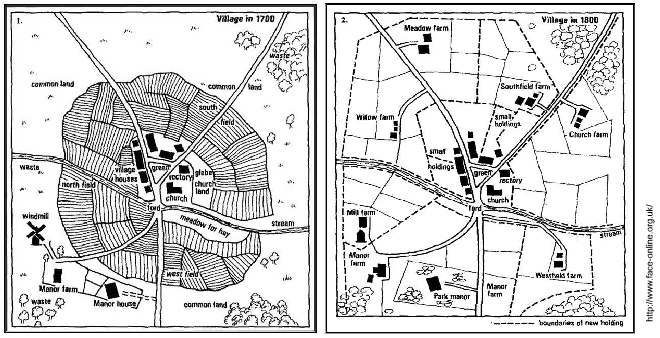 1.
Village in 1700
waste
common land
common
land
south
field
waste
north field
village
houses
green
rectory
glebe
church
land
church
ford
meadow for hay
stream
windmill
west field
Manor farm
Manor house
waste
common land
2.
Village in 1800
Meadow farm
Southfield farm
Willow farm
small
holdings
Church farm
small
holdings
green
rectory
church
ford
stream
Mill farm
Manor
farm
Westfield farm
Park manor
Manor
farm
boundaries of new holding
http://www.face-online.org.uk/